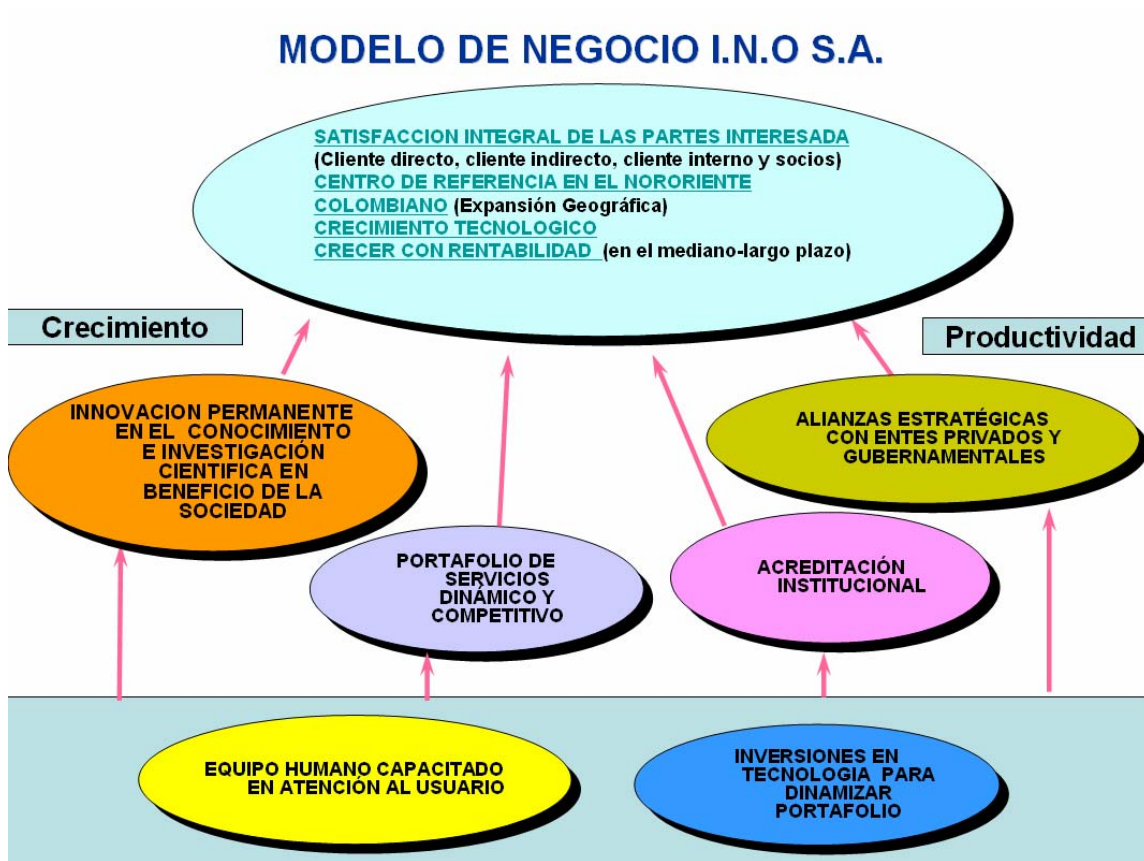 MODELO DE NEGOCIO I.N.O S.A.
SATISFACCION INTEGRAL DE LAS PARTES INTERESADA
(Cliente directo, cliente indirecto, cliente interno y socios)
CENTRO DE REFERENCIA EN EL NORORIENTE
COLOMBIANO (Expansión Geográfica)
CRECIMIENTO TECNOLOGICO
CRECER CON RENTABILIDAD (en el mediano-largo plazo)
Crecimiento
Productividad
INNOVACION PERMANENTE
EN EL CONOCIMIENTO
E INVESTIGACIÓN
CIENTIFICA EN
BENEFICIO DE LA
SOCIEDAD
ALIANZAS ESTRATÉGICAS
CON ENTES PRIVADOS Y
GUBERNAMENTALES
PORTAFOLIO DE
SERVICIOS
DINÁMICO Y
COMPETITIVO
ACREDITACIÓN
INSTITUCIONAL
EQUIPO HUMANO CAPACITADO
EN ATENCIÓN AL USUARIO
INVERSIONES EN
TECNOLOGIA PARA
DINAMIZAR
PORTAFOLIO